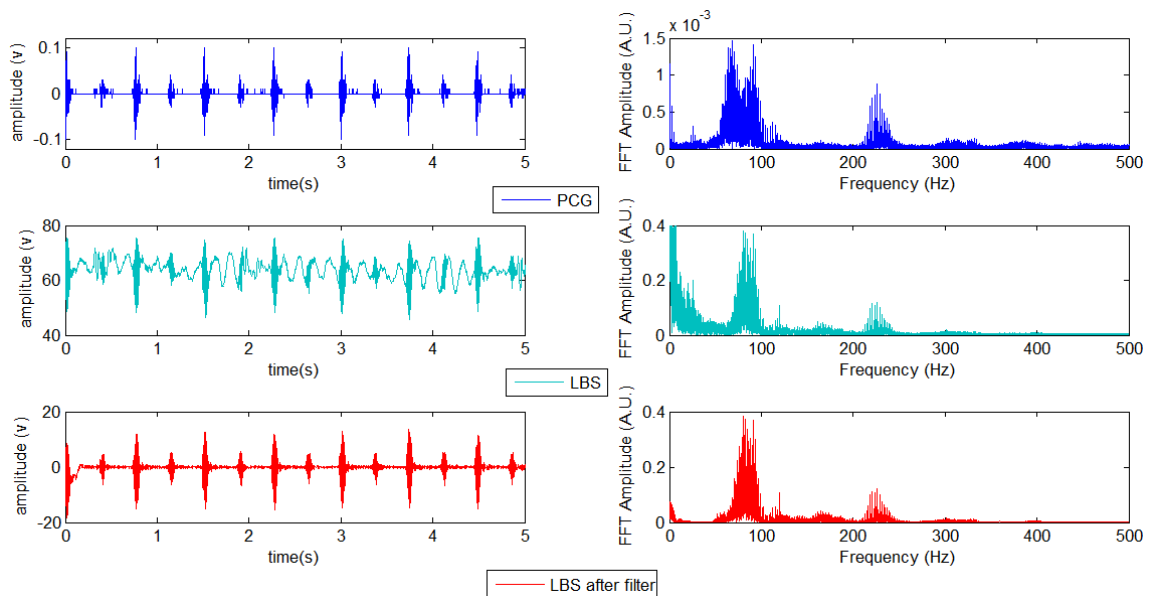 amplitude (v)
0.1
0
-0.1
0 1 2 3 4 5
time(s)
PCG
FFT Amplitude (A.U.)
x 10^-3
1.5
1
0.5
0
0 100 200 300 400 500
Frequency (Hz)
amplitude (v)
80
60
40
0 1 2 3 4 5
time(s)
LBS
FFT Amplitude (A.U.)
0.4
0.2
0
0 100 200 300 400 500
Frequency (Hz)
amplitude (v)
20
0
-20
0 1 2 3 4 5
time(s)
LBS after filter
FFT Amplitude (A.U.)
0.4
0.2
0
0 100 200 300 400 500
Frequency (Hz)